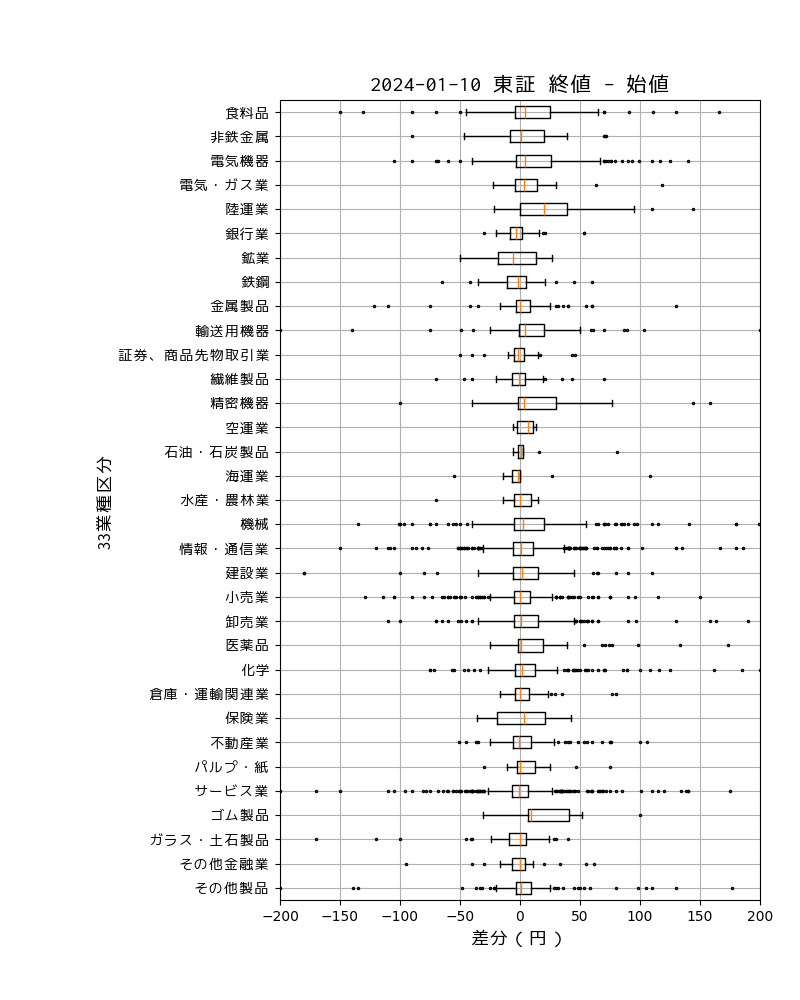 2024-01-10 東証 終値 - 始値
食料品
非鉄金属
電気機器
電気・ガス業
陸運業
銀行業
鉱業
鉄鋼
金属製品
輸送用機器
証券、商品先物取引業
繊維製品
精密機器
空運業
石油・石炭製品
海運業
水産・農林業
機械
情報・通信業
建設業
小売業
卸売業
医薬品
化学
倉庫・運輸関連業
保険業
不動産業
パルプ・紙
サービス業
ゴム製品
ガラス・土石製品
その他金融業
その他製品
33業種区分
−200 −150 −100 −50 0 50 100 150 200
差分（円）